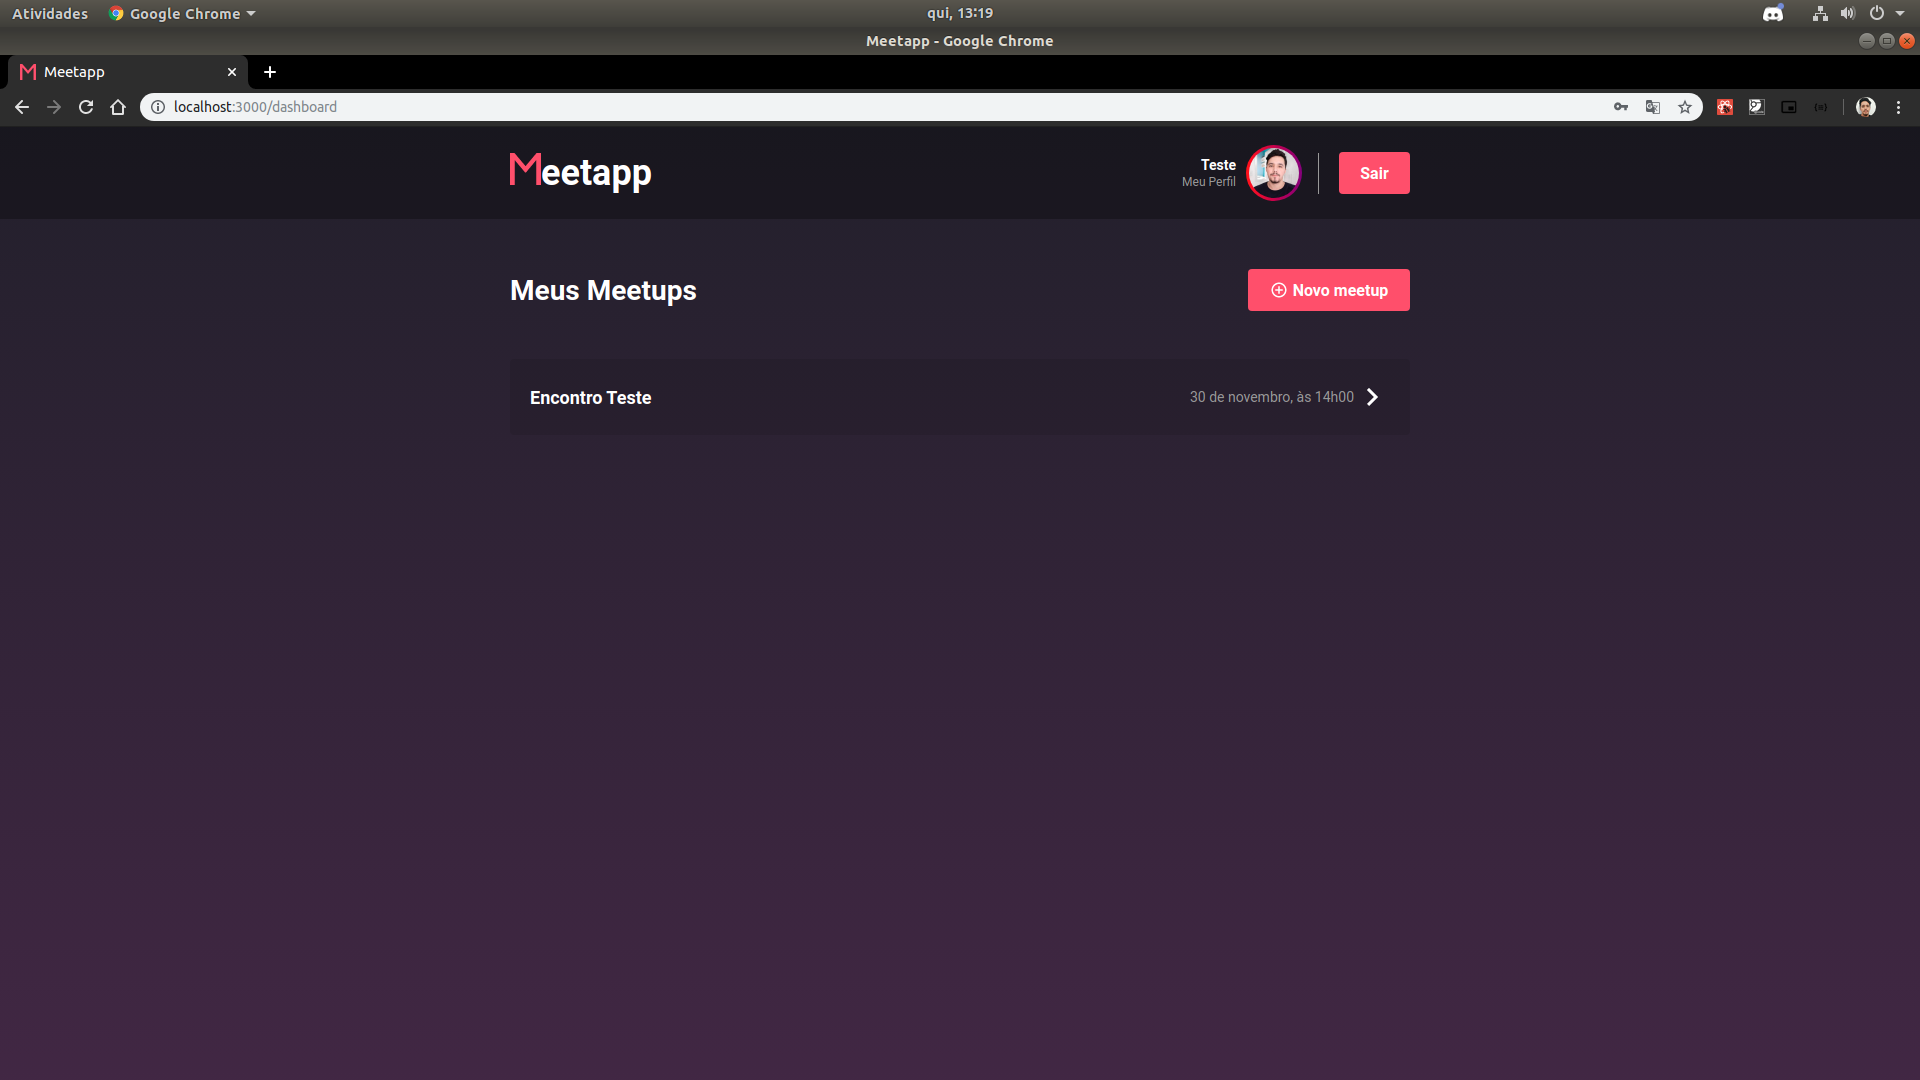 Atividades Google Chrome qui, 13:19
Meetapp - Google Chrome
Meetapp
localhost:3000/dashboard
Meetapp
Teste
Meu Perfil
Sair
Meus Meetups
Novo meetup
Encontro Teste
30 de novembro, às 14h00